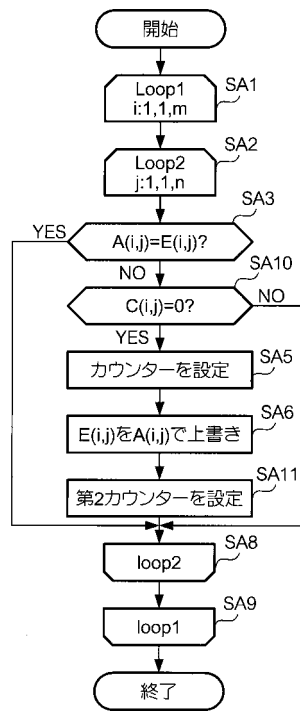 開始
Loop1
i:1,1,m
SA1
Loop2
j:1,1,n
SA2
A(i,j)=E(i,j)?
SA3
YES
NO
C(i,j)=0?
SA10
NO
YES
カウンターを設定
SA5
E(i,j)をA(i,j)で上書き
SA6
第2カウンターを設定
SA11
loop2
SA8
loop1
SA9
終了